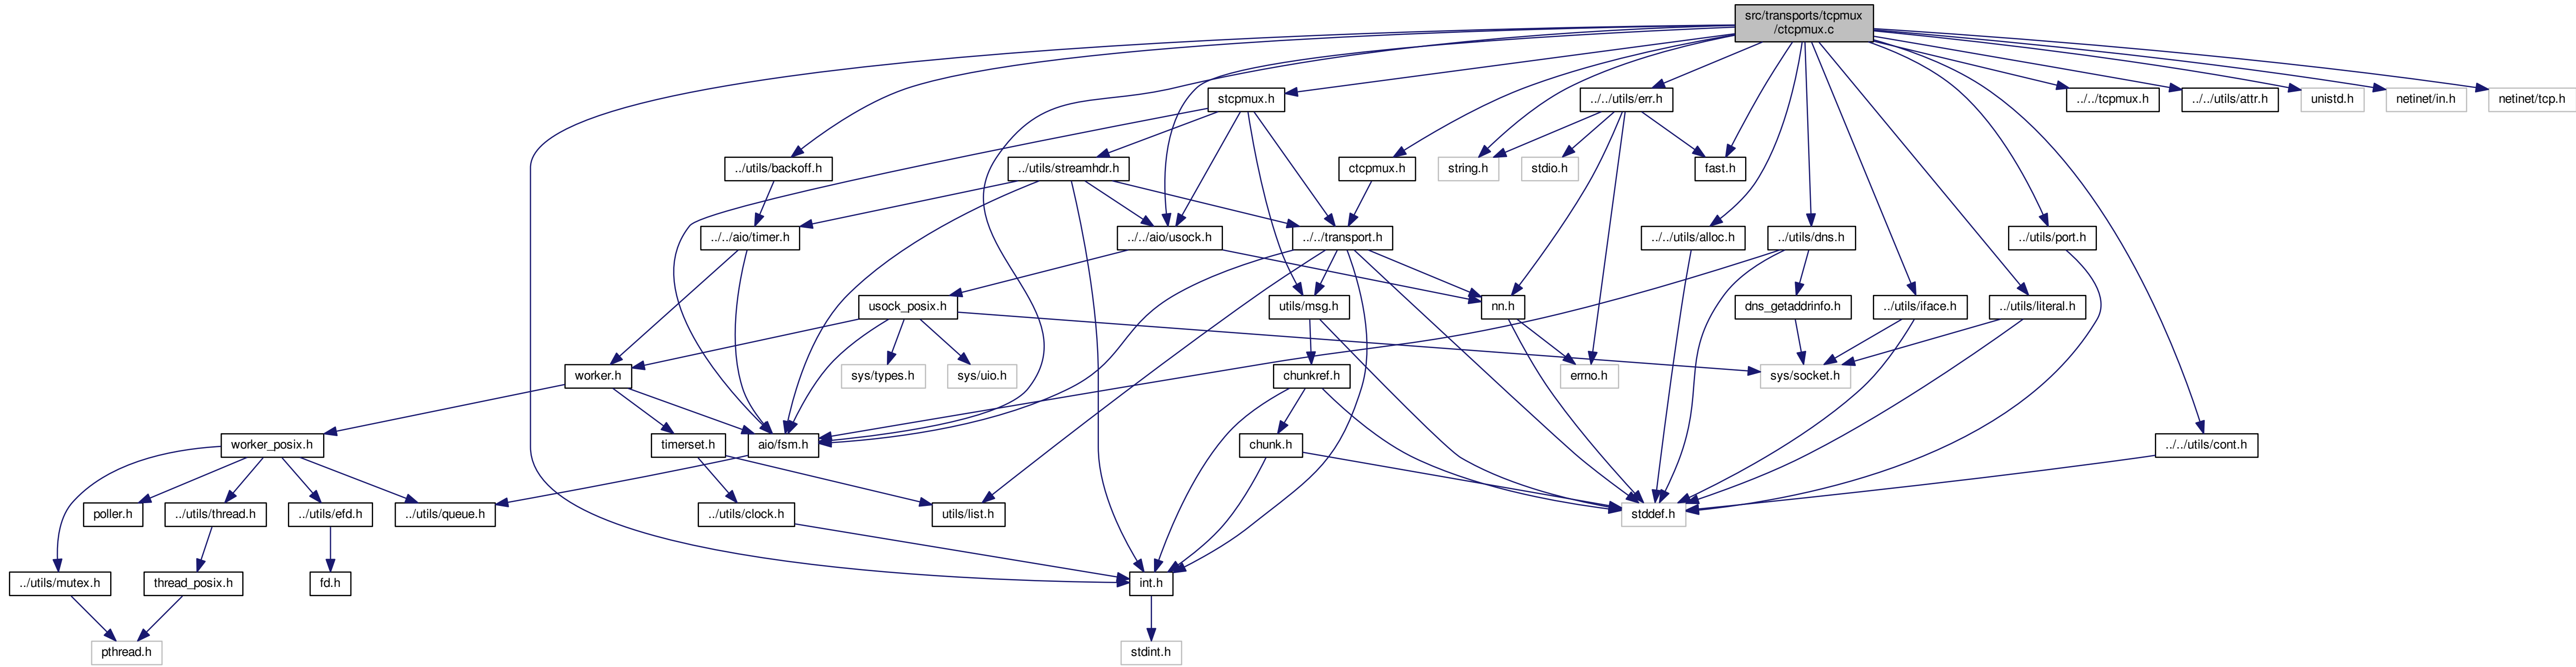 src/transports/tcpmux
/ctcpmux.c
stcpmux.h
../../utils/err.h
../../tcpmux.h
../../utils/attr.h
unistd.h
netinet/in.h
netinet/tcp.h
../utils/backoff.h
../utils/streamhdr.h
ctcpmux.h
string.h
stdio.h
fast.h
../../aio/timer.h
../../aio/usock.h
../../transport.h
../../utils/alloc.h
../utils/dns.h
../utils/port.h
usock_posix.h
utils/msg.h
nn.h
dns_getaddrinfo.h
../utils/iface.h
../utils/literal.h
worker.h
sys/types.h
sys/uio.h
chunkref.h
errno.h
sys/socket.h
worker_posix.h
timerset.h
aio/fsm.h
chunk.h
../../utils/cont.h
poller.h
../utils/thread.h
../utils/efd.h
../utils/queue.h
../utils/clock.h
utils/list.h
stddef.h
../utils/mutex.h
thread_posix.h
fd.h
int.h
pthread.h
stdint.h